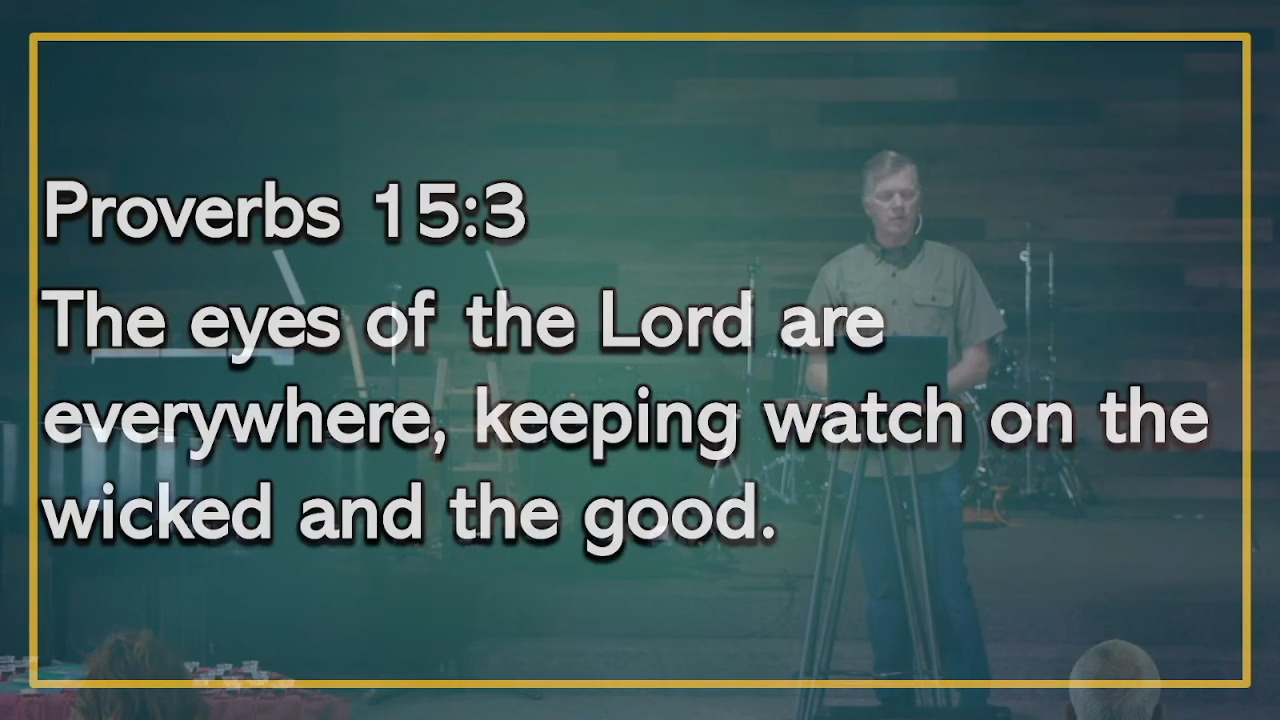 Proverbs 15:3
The eyes of the Lord are
everywhere, keeping watch on the
wicked and the good.